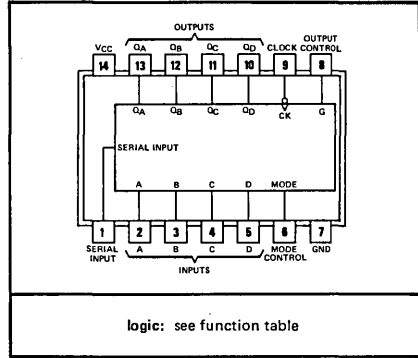 OUTPUTS
VCC QA QB QC QD CLOCK OUTPUT CONTROL
14 13 12 11 10 9 8
QA QB QC QD CK G
SERIAL INPUT
A B C D MODE
1 2 3 4 5 6 7
SERIAL INPUT A B C D MODE CONTROL GND
INPUTS
logic: see function table